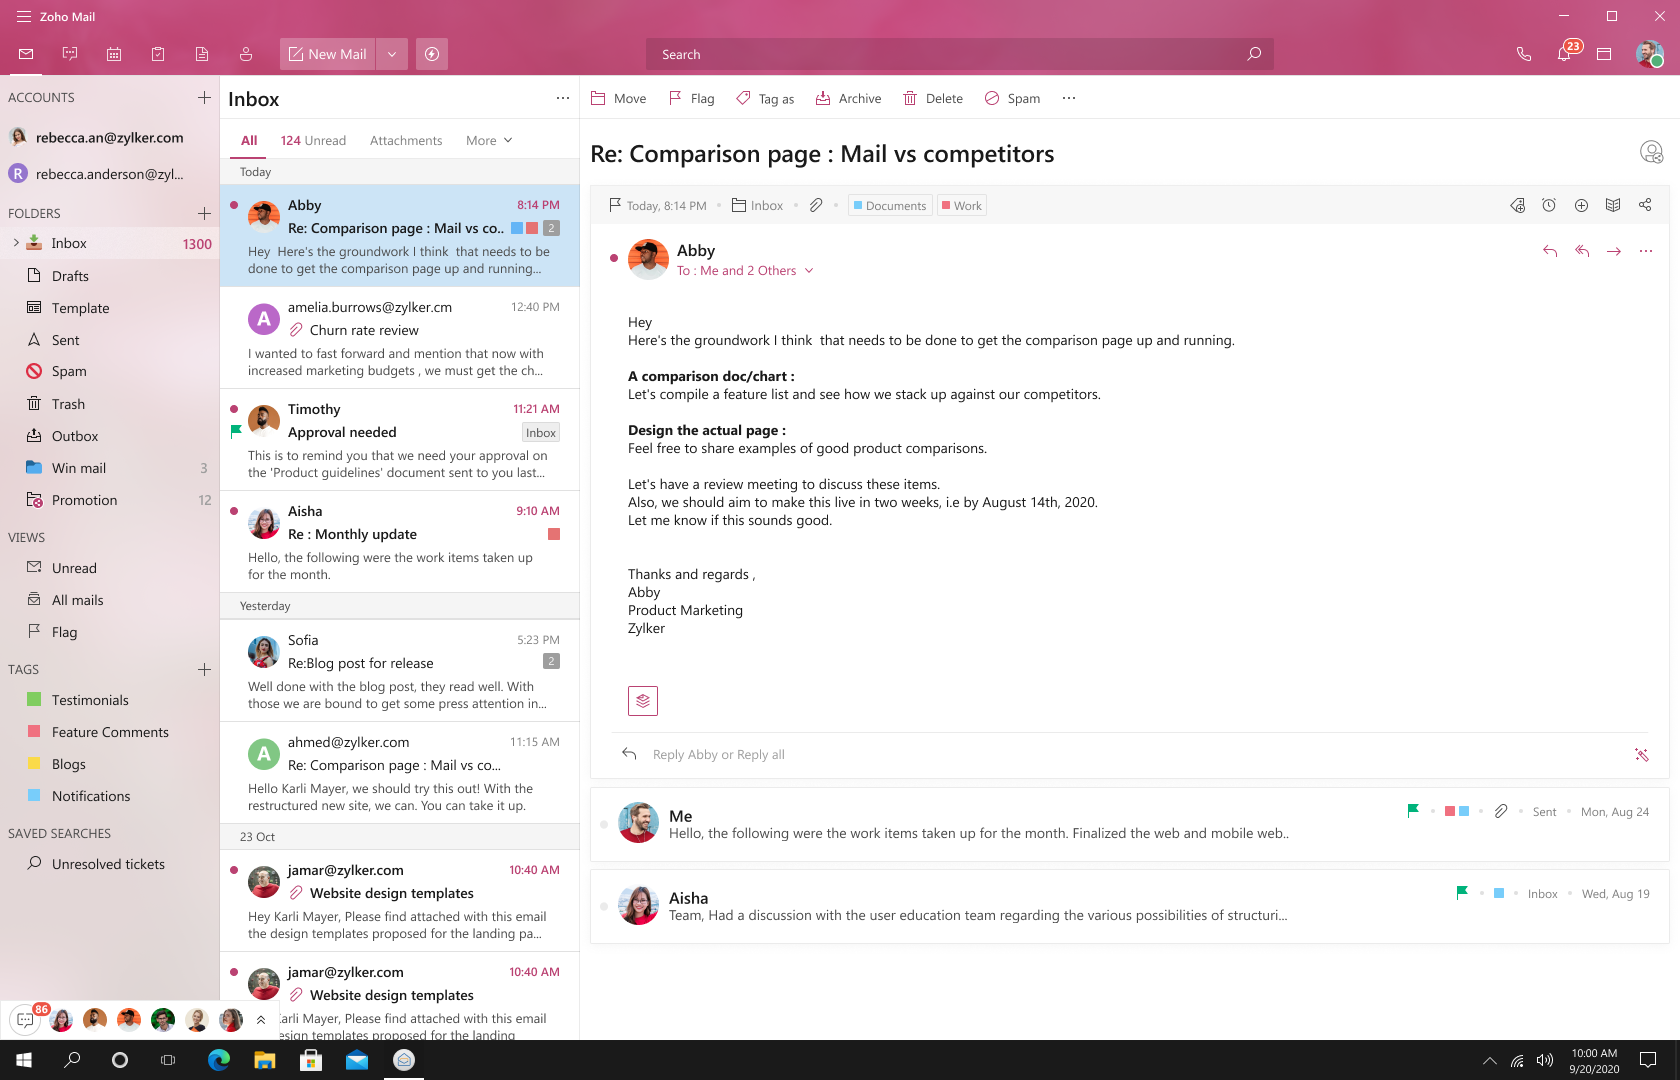 Zoho Mail
New Mail
Search
23
ACCOUNTS
rebecca.an@zylker.com
R
rebecca.anderson@zyl...
FOLDERS
Inbox
1300
Drafts
Template
Sent
Spam
Trash
Outbox
Win mail
3
Promotion
12
VIEWS
Unread
All mails
Flag
TAGS
Testimonials
Feature Comments
Blogs
Notifications
SAVED SEARCHES
Unresolved tickets
86
Inbox
...
All
124 Unread
Attachments
More
Today
Abby
8:14 PM
Re: Comparison page : Mail vs co..
2
Hey  Here's the groundwork I think  that needs to be
done to get the comparison page up and running...
A
amelia.burrows@zylker.cm
12:40 PM
Churn rate review
I wanted to fast forward and mention that now with
increased marketing budgets , we must get the ch...
Timothy
11:21 AM
Approval needed
Inbox
This is to remind you that we need your approval on
the 'Product guidelines' document sent to you last...
Aisha
9:10 AM
Re : Monthly update
Hello, the following were the work items taken up
for the month.
Yesterday
Sofia
5:23 PM
Re:Blog post for release
2
Well done with the blog post, they read well. With
those we are bound to get some press attention in...
A
ahmed@zylker.com
11:15 AM
Re: Comparison page : Mail vs co...
Hello Karli Mayer, we should try this out! With the
restructured new site, we can. You can take it up.
23 Oct
jamar@zylker.com
10:40 AM
Website design templates
Hey Karli Mayer, Please find attached with this email
the design templates proposed for the landing pa...
jamar@zylker.com
10:40 AM
Website design templates
Karli Mayer, Please find attached with this email
design templates proposed for the landing
Move
Flag
Tag as
Archive
Delete
Spam
...
Re: Comparison page : Mail vs competitors
Today, 8:14 PM
Inbox
Documents
Work
Abby
To : Me and 2 Others
...
Hey
Here's the groundwork I think  that needs to be done to get the comparison page up and running.
A comparison doc/chart :
Let's compile a feature list and see how we stack up against our competitors.
Design the actual page :
Feel free to share examples of good product comparisons.
Let's have a review meeting to discuss these items.
Also, we should aim to make this live in two weeks, i.e by August 14th, 2020.
Let me know if this sounds good.
Thanks and regards ,
Abby
Product Marketing
Zylker
Reply Abby or Reply all
Me
Sent
Mon, Aug 24
Hello, the following were the work items taken up for the month. Finalized the web and mobile web..
Aisha
Inbox
Wed, Aug 19
Team, Had a discussion with the user education team regarding the various possibilities of structuri...
10:00 AM
9/20/2020